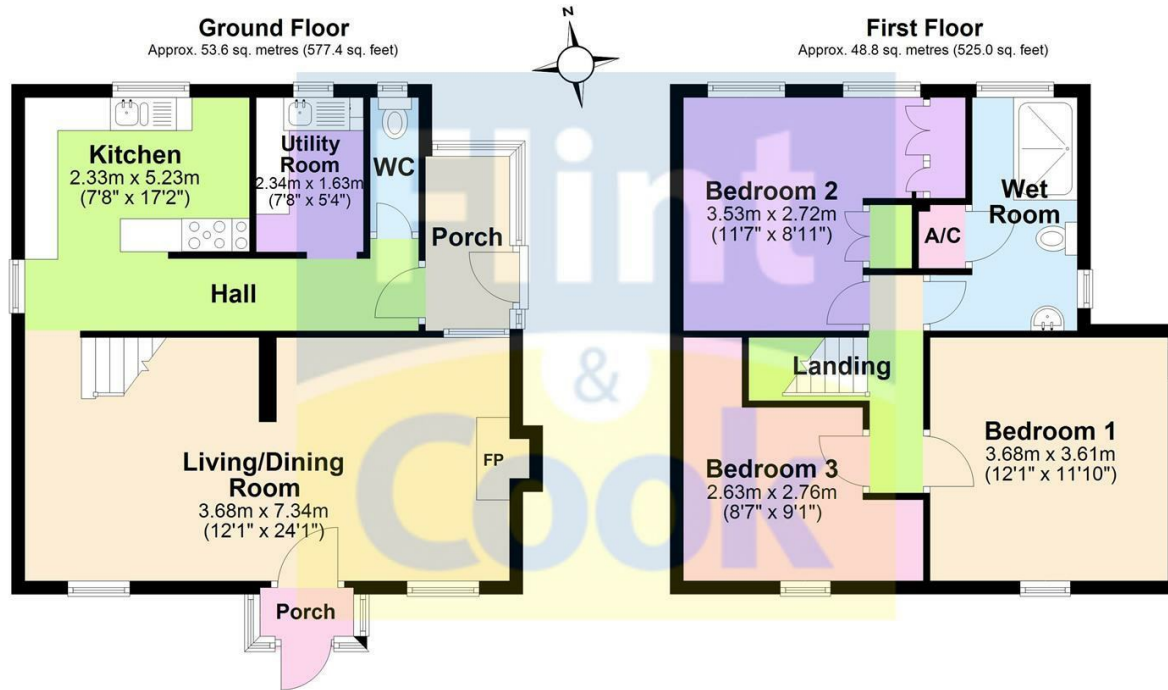 Ground Floor
Approx. 53.6 sq. metres (577.4 sq. feet)
N
First Floor
Approx. 48.8 sq. metres (525.0 sq. feet)
Kitchen
2.33m x 5.23m
(7'8" x 17'2")
Utility
Room
2.34m x 1.63m
(7'8" x 5'4")
WC
Porch
Hall
Living/Dining
Room
3.68m x 7.34m
(12'1" x 24'1")
FP
Porch
Bedroom 2
3.53m x 2.72m
(11'7" x 8'11")
A/C
Wet
Room
Landing
Bedroom 3
2.63m x 2.76m
(8'7" x 9'1")
Bedroom 1
3.68m x 3.61m
(12'1" x 11'10")
Flint
&
Cook